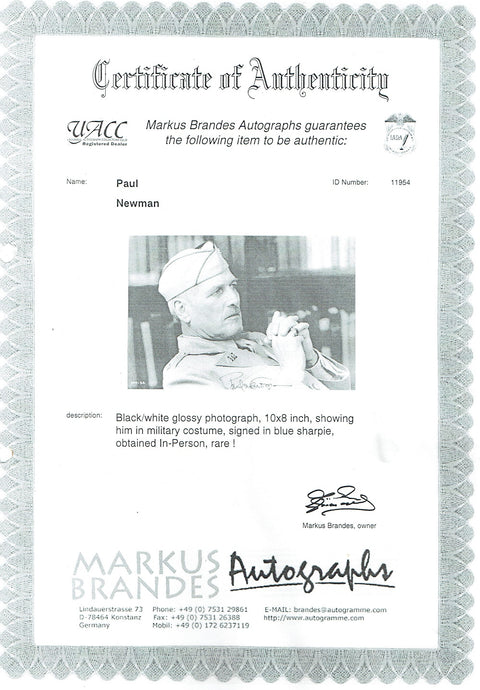 Certificate of Authenticity
UACC
Registered Dealer
Markus Brandes Autographs guarantees
the following item to be authentic:
IADA
Name:
Paul
Newman
ID Number:
11954
description:
Black/white glossy photograph, 10x8 inch, showing
him in military costume, signed in blue sharpie,
obtained In-Person, rare !
Markus Brandes, owner
MARKUS
BRANDES
Autographs
Lindauerstrasse 73
D-78464 Konstanz
Germany
Phone: +49 (0) 7531 29861
Fax: +49 (0) 7531 26388
Mobil: +49 (0) 172 6237119
E-MAIL: brandes@autogramme.com
http://www.autogramme.com